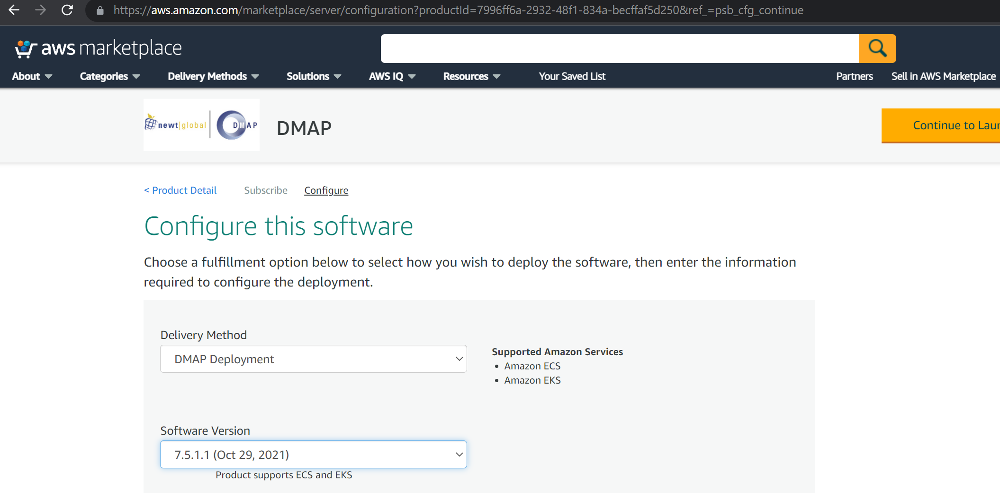 https://aws.amazon.com/marketplace/server/configuration?productId=7996ff6a-2932-48f1-834a-becffaf5d250&ref_=psb_cfg_continue
aws marketplace
About Categories Delivery Methods Solutions AWS IQ Resources Your Saved List Partners Sell in AWS Marketplace
newt|global DMAP
DMAP
Continue to Laun
< Product Detail Subscribe Configure
Configure this software
Choose a fulfillment option below to select how you wish to deploy the software, then enter the information
required to configure the deployment.
Delivery Method
DMAP Deployment
Supported Amazon Services
• Amazon ECS
• Amazon EKS
Software Version
7.5.1.1 (Oct 29, 2021)
Product supports ECS and EKS